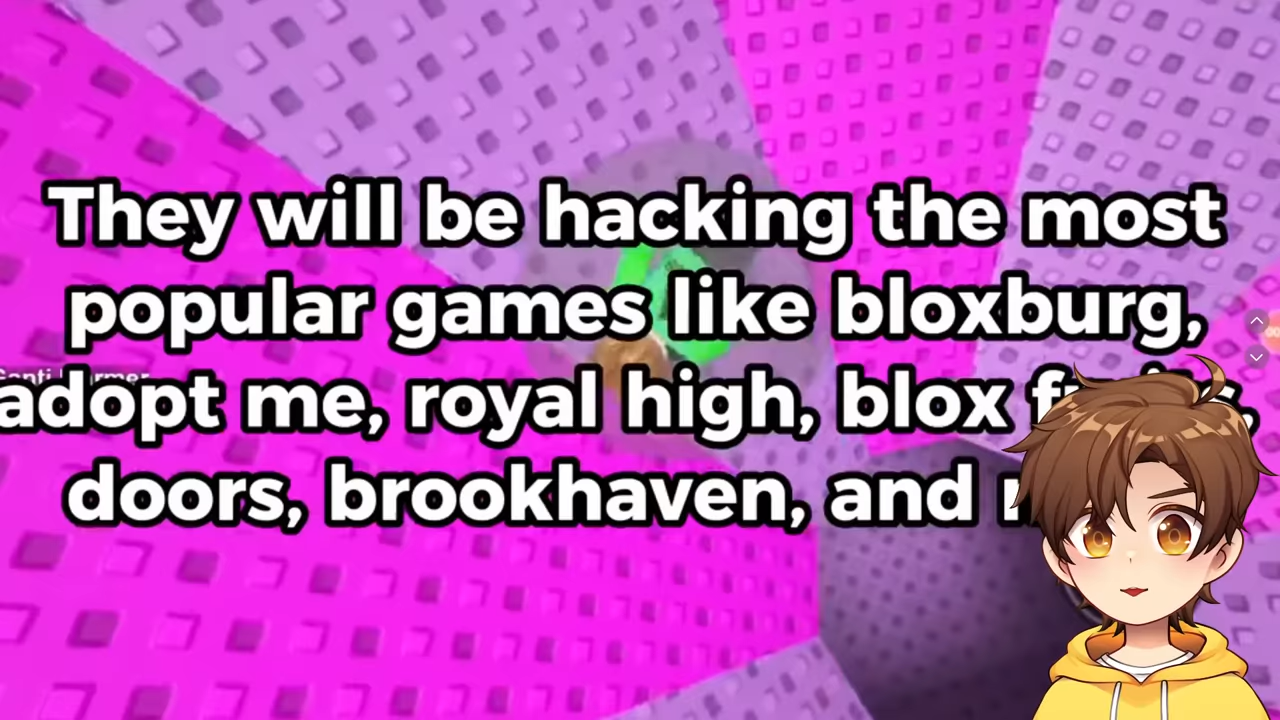 They will be hacking the most
popular games like bloxburg,
adopt me, royal high, blox
doors, brookhaven, and